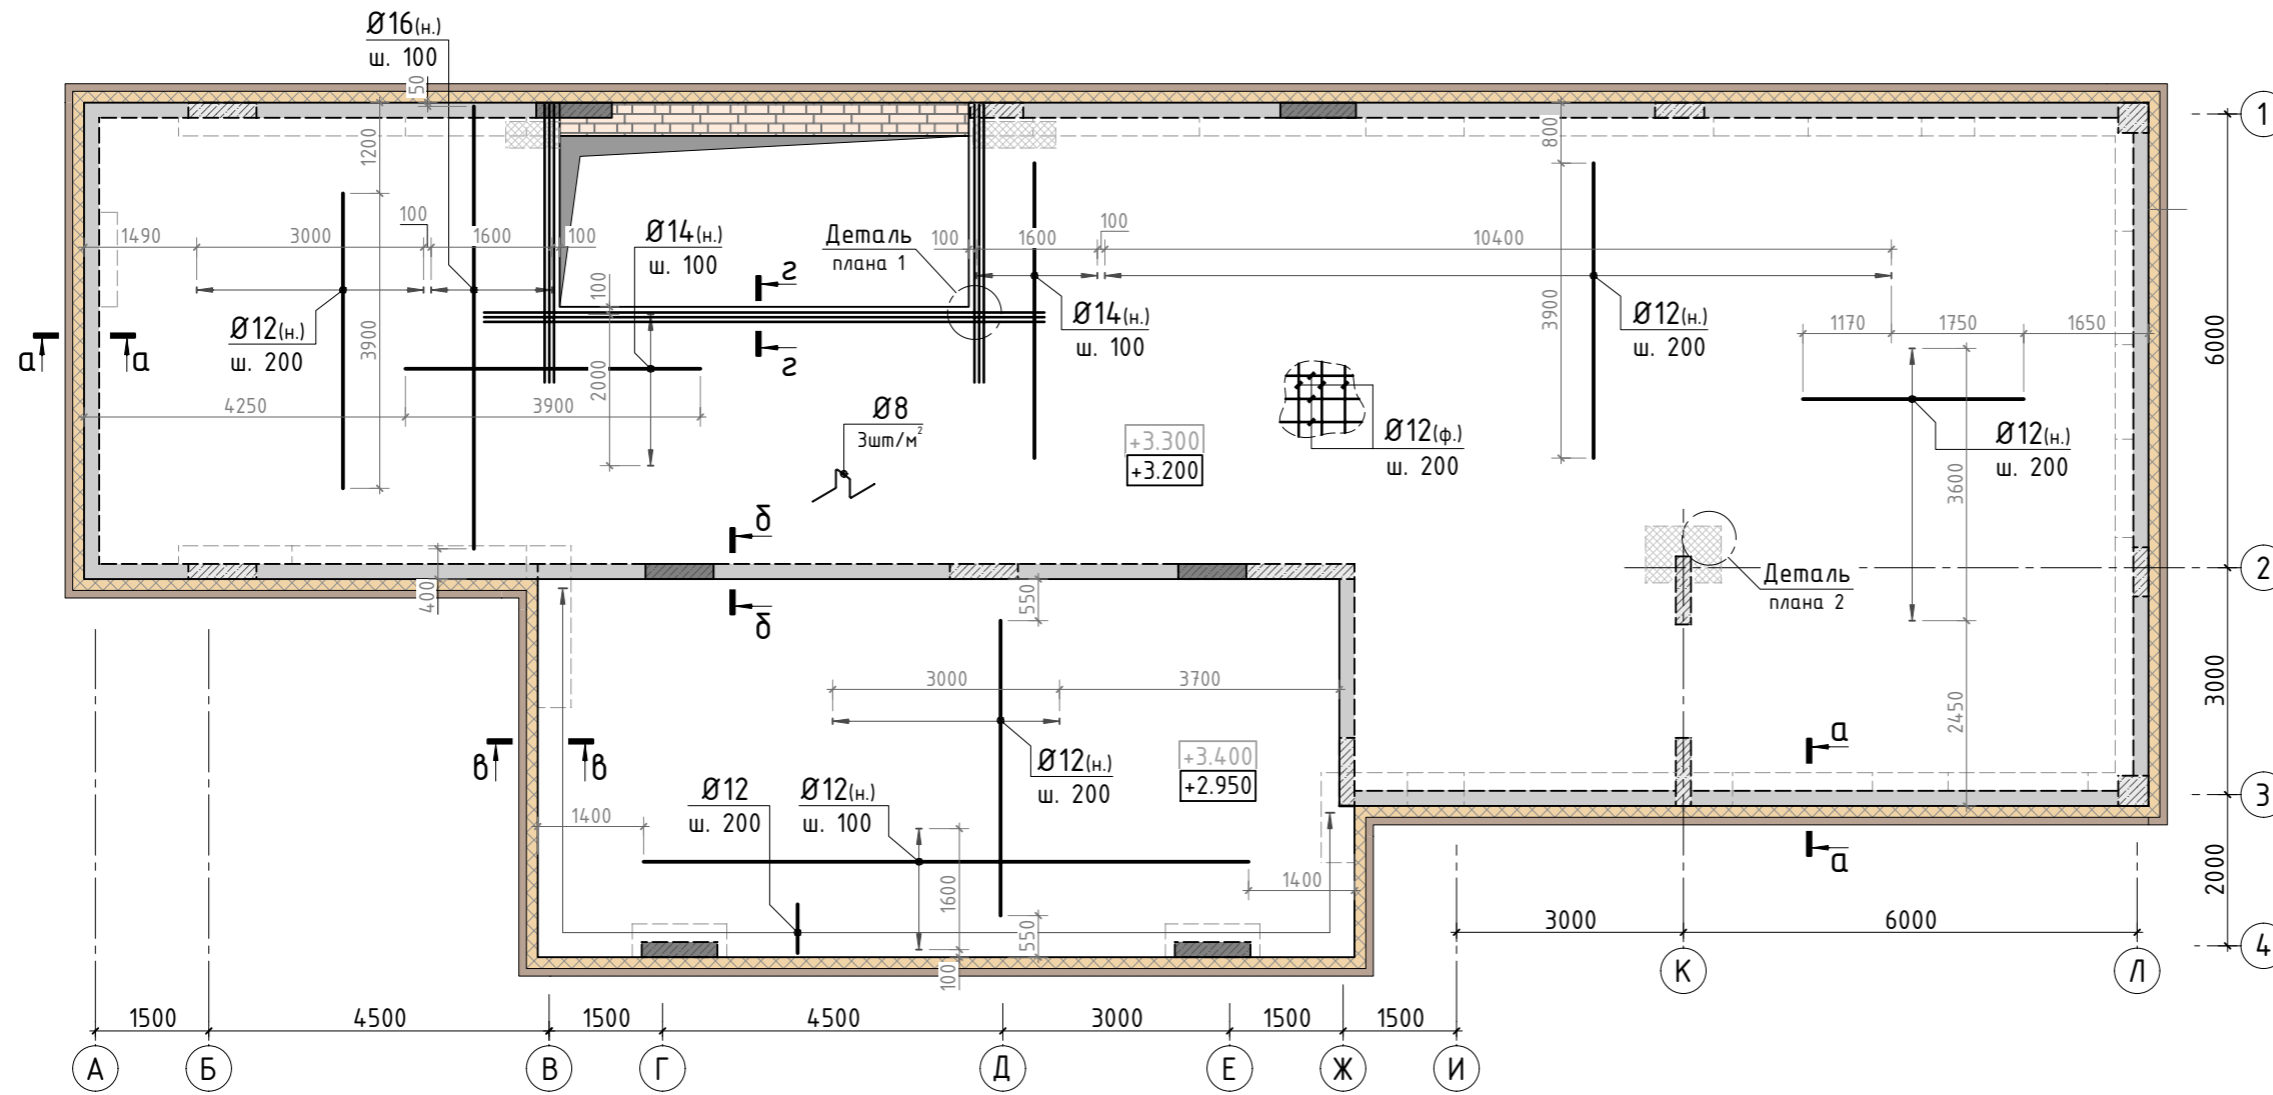 Ø16(н.)
ш. 100
50
1200
800
1
100
100
1490
3000
1600
100
Ø14(н.)
ш. 100
Деталь
плана 1
100
1600
10400
г
100
Ø12(н.)
ш. 200
3900
Ø14(н.)
ш. 100
3900
Ø12(н.)
ш. 200
1170
1750
1650
6000
а
а
г
2000
4250
3900
Ø8
3шт/м²
+3.300
+3.200
Ø12(ф.)
ш. 200
Ø12(н.)
ш. 200
3600
б
2
Деталь
плана 2
400
550
б
3000
3700
3000
2450
в
в
Ø12
ш. 200
Ø12(н.)
ш. 100
Ø12(н.)
ш. 200
+3.400
+2.950
а
3
1400
а
1400
1600
2000
550
100
3000
6000
4
К
Л
1500
4500
1500
4500
3000
1500
1500
А
Б
В
Г
Д
Е
Ж
И